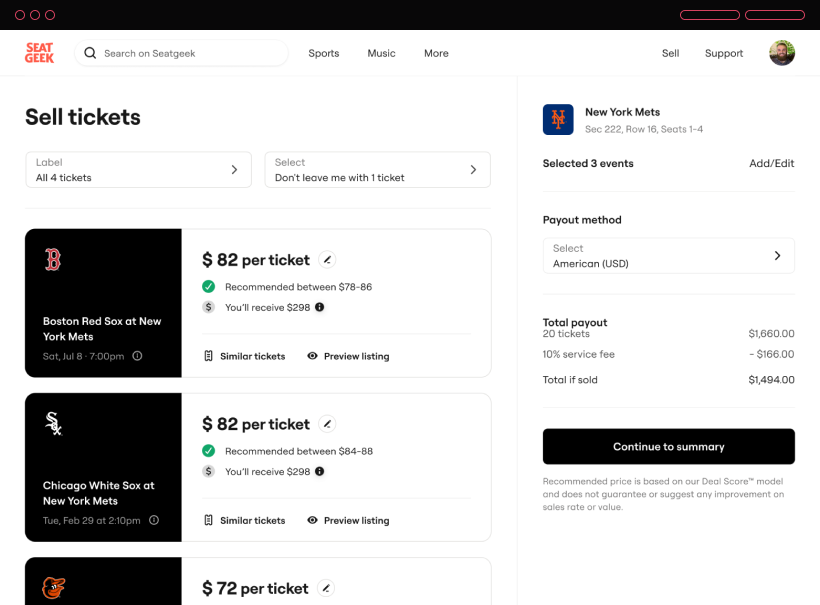 SEAT
GEEK
Search on Seatgeek
Sports
Music
More
Sell
Support
Sell tickets
Label
All 4 tickets
Select
Don't leave me with 1 ticket
B
Boston Red Sox at New
York Mets
Sat, Jul 8 · 7:00pm
$ 82 per ticket
Recommended between $78-86
$
You'll receive $298
Similar tickets
Preview listing
Sox
Chicago White Sox at
New York Mets
Tue, Feb 29 at 2:10pm
$ 82 per ticket
Recommended between $84-88
$
You'll receive $298
Similar tickets
Preview listing
$ 72 per ticket
NY
New York Mets
Sec 222, Row 16, Seats 1-4
Selected 3 events
Add/Edit
Payout method
Select
American (USD)
Total payout
20 tickets
$1,660.00
10% service fee
- $166.00
Total if sold
$1,494.00
Continue to summary
Recommended price is based on our Deal Score™ model
and does not guarantee or suggest any improvement on
sales rate or value.